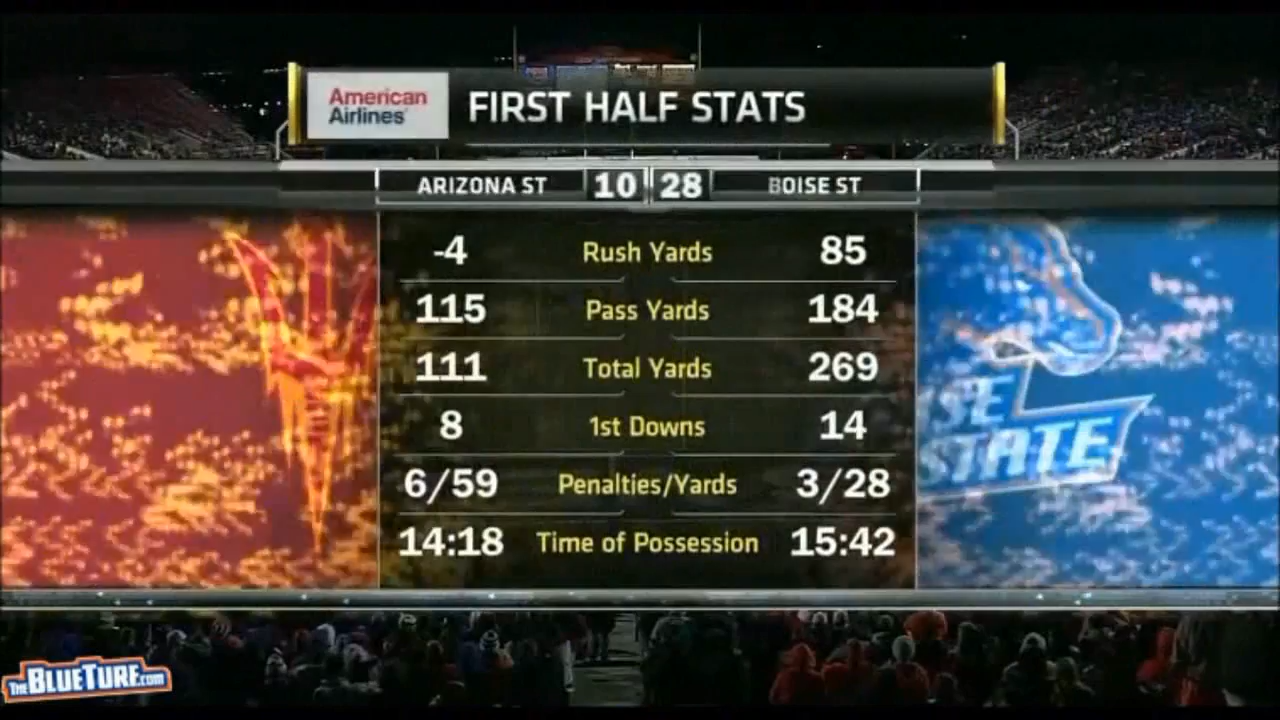 American
Airlines
FIRST HALF STATS
ARIZONA ST 10 28 BOISE ST
-4 Rush Yards 85
115 Pass Yards 184
111 Total Yards 269
8 1st Downs 14
6/59 Penalties/Yards 3/28
14:18 Time of Possession 15:42
ISE
STATE
THE BLUETURF.COM